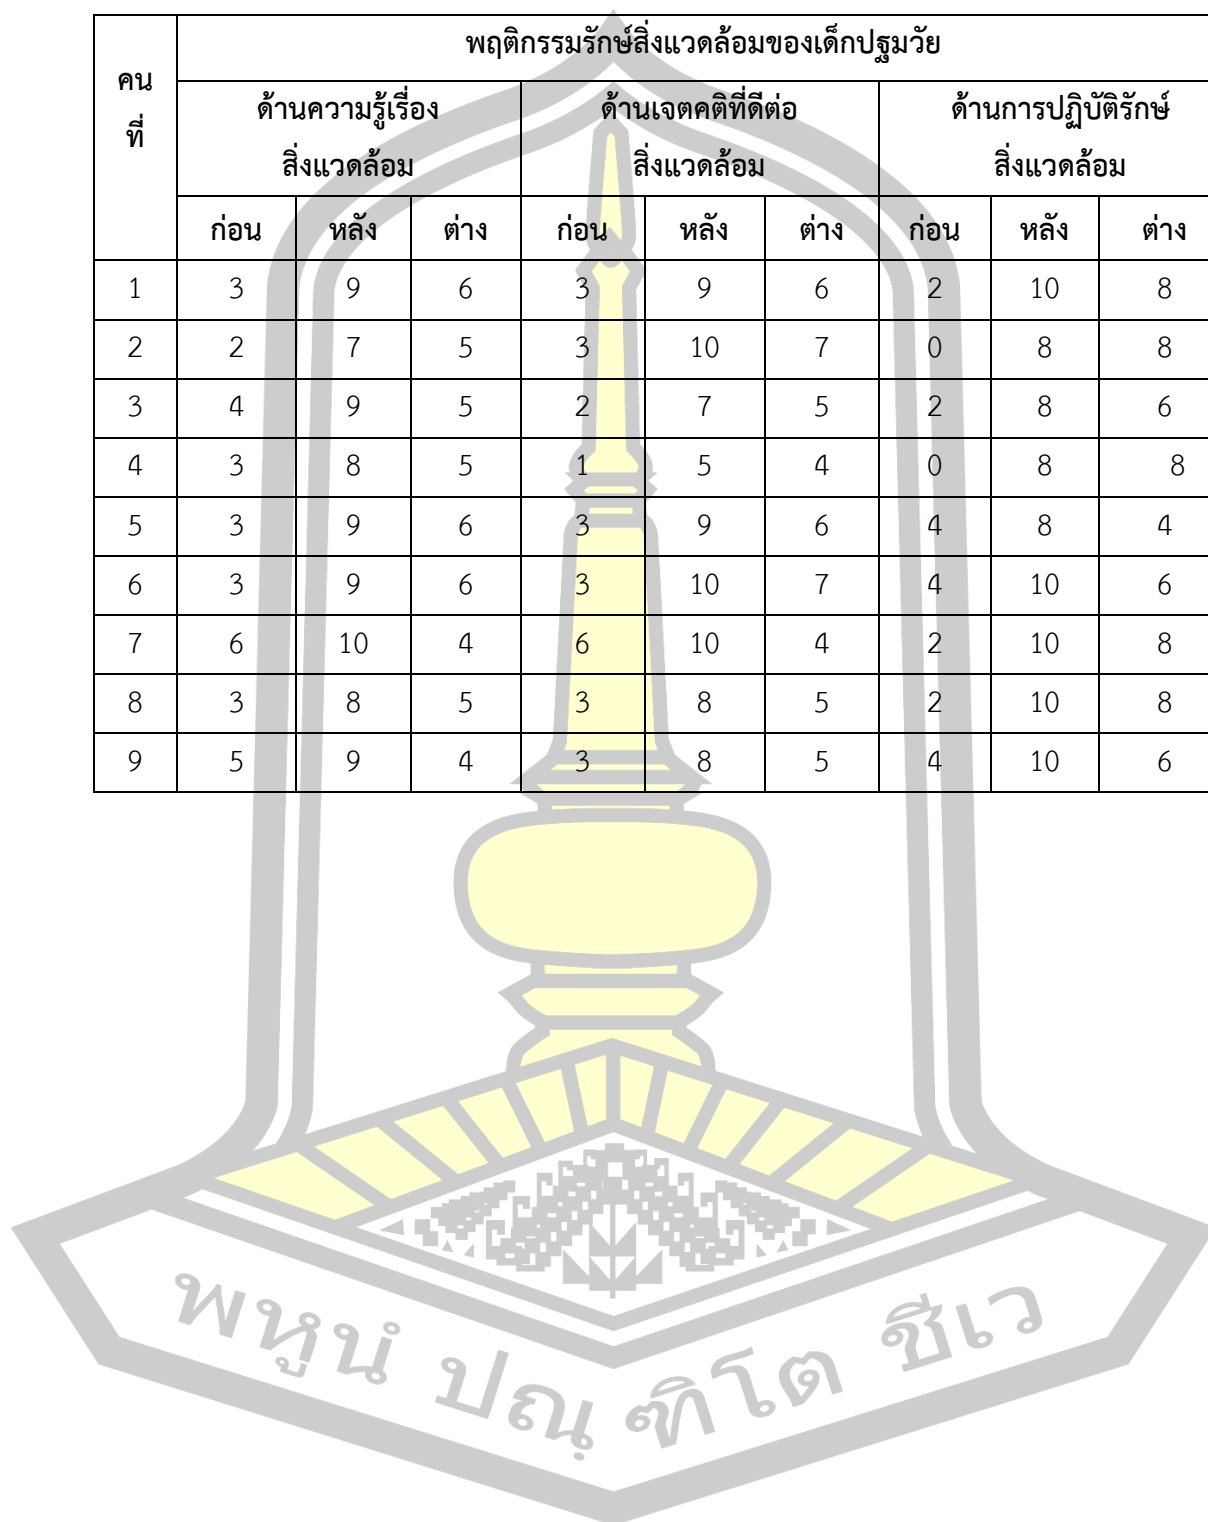 พฤติกรรมรักษ์สิ่งแวดล้อมของเด็กปฐมวัย
คน
ที่
ด้านความรู้เรื่อง ด้านเจตคติที่ดีต่อ ด้านการปฏิบัติรักษ์
สิ่งแวดล้อม สิ่งแวดล้อม สิ่งแวดล้อม
ก่อน หลัง ต่าง ก่อน หลัง ต่าง ก่อน หลัง ต่าง
1 3 9 6 3 9 6 2 10 8
2 2 7 5 3 10 7 0 8 8
3 4 9 5 2 7 5 2 8 6
4 3 8 5 1 5 4 0 8 8
5 3 9 6 3 9 6 4 8 4
6 3 9 6 3 10 7 4 10 6
7 6 10 4 6 10 4 2 10 8
8 3 8 5 3 8 5 2 10 8
9 5 9 4 3 8 5 4 10 6
พหูนํ ปณฺฑิโต ชีเว